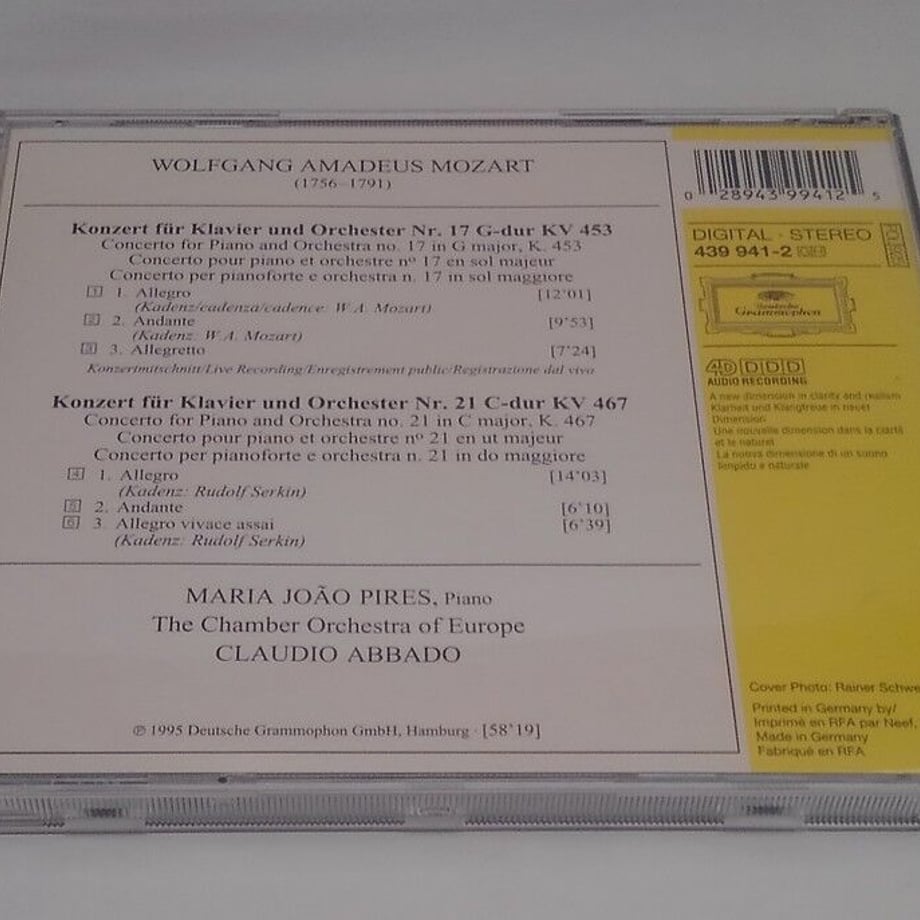 WOLFGANG AMADEUS MOZART
(1756–1791)
Konzert für Klavier und Orchester Nr. 17 G-dur KV 453
Concerto for Piano and Orchestra no. 17 in G major, K. 453
Concerto pour piano et orchestre nº 17 en sol majeur
Concerto per pianoforte e orchestra n. 17 in sol maggiore
1 1. Allegro [12'01]
(Kadenz/cadenza/cadence: W.A. Mozart)
2 2. Andante [9'53]
(Kadenz: W.A. Mozart)
3 3. Allegretto [7'24]
Konzertmitschnitt/Live Recording/Enregistrement public/Registrazione dal vivo
Konzert für Klavier und Orchester Nr. 21 C-dur KV 467
Concerto for Piano and Orchestra no. 21 in C major, K. 467
Concerto pour piano et orchestre nº 21 en ut majeur
Concerto per pianoforte e orchestra n. 21 in do maggiore
4 1. Allegro [14'03]
(Kadenz: Rudolf Serkin)
5 2. Andante [6'10]
6 3. Allegro vivace assai [6'39]
(Kadenz: Rudolf Serkin)
MARIA JOÃO PIRES, Piano
The Chamber Orchestra of Europe
CLAUDIO ABBADO
℗ 1995 Deutsche Grammophon GmbH, Hamburg · [58'19]
0 28943 99412 5
DIGITAL · STEREO
439 941-2 GH
Deutsche
Grammophon
4D DDD
AUDIO RECORDING
A new dimension in clarity and realism
Klarheit und Klangtreue in neuer
Dimension
Une nouvelle dimension dans la clarté
et le naturel
La nuova dimensione di un suono
limpido e naturale
Cover Photo: Rainer Schwe
Printed in Germany by/
Imprimé en RFA par Neef,
Made in Germany
Fabriqué en RFA